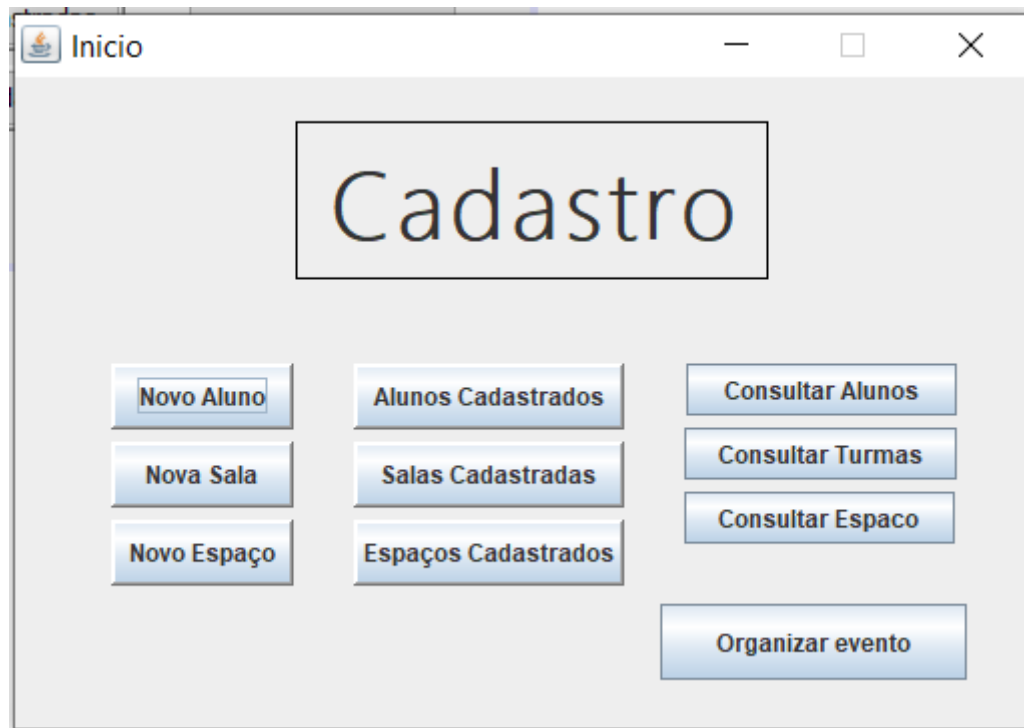 Inicio
Cadastro
Novo Aluno
Alunos Cadastrados
Consultar Alunos
Nova Sala
Salas Cadastradas
Consultar Turmas
Novo Espaço
Espaços Cadastrados
Consultar Espaco
Organizar evento